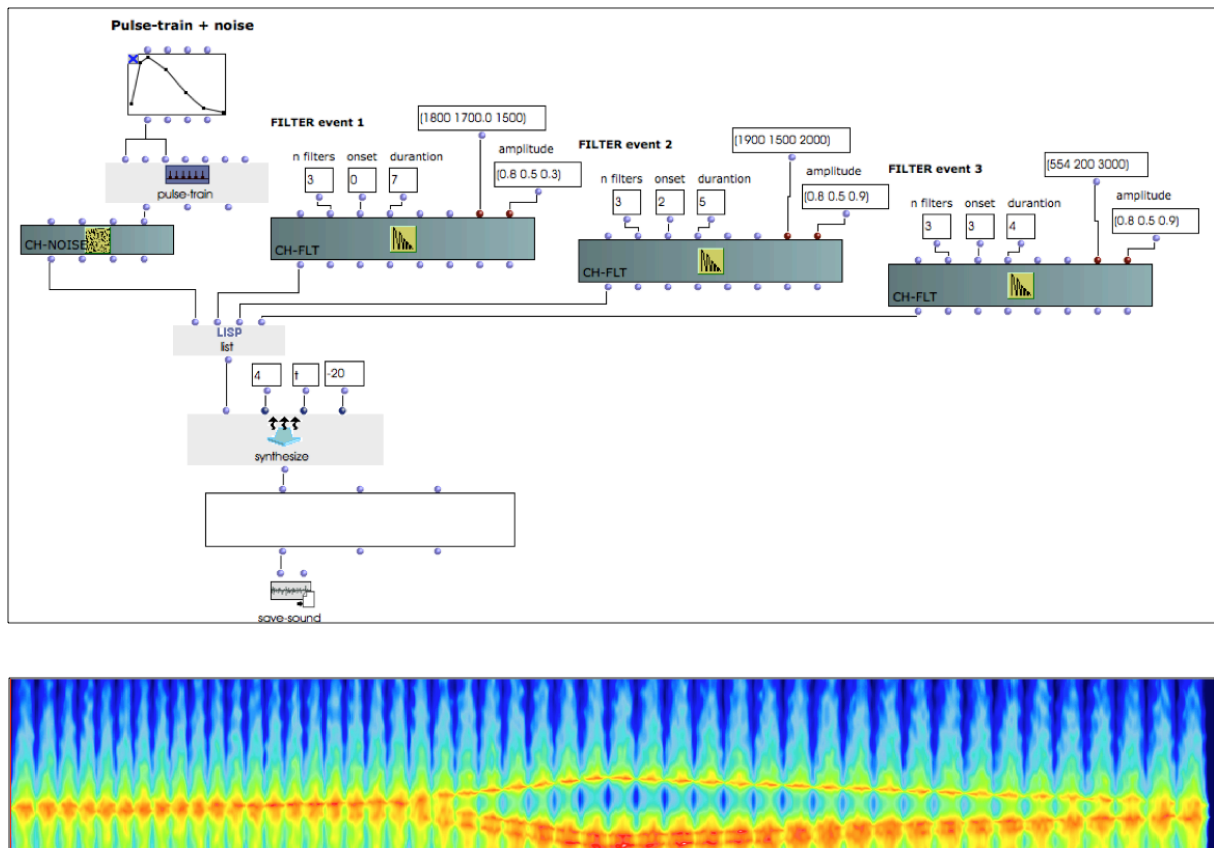 Pulse-train + noise
pulse-train
CH-NOISE
FILTER event 1
(1800 1700.0 1500)
n filters onset durantion
amplitude
3 0 7
(0.8 0.5 0.3)
CH-FLT
FILTER event 2
(1900 1500 2000)
n filters onset durantion
amplitude
3 2 5
(0.8 0.5 0.9)
CH-FLT
FILTER event 3
(554 200 3000)
n filters onset durantion
amplitude
3 3 4
(0.8 0.5 0.9)
CH-FLT
LISP
list
4 t -20
synthesize
save-sound